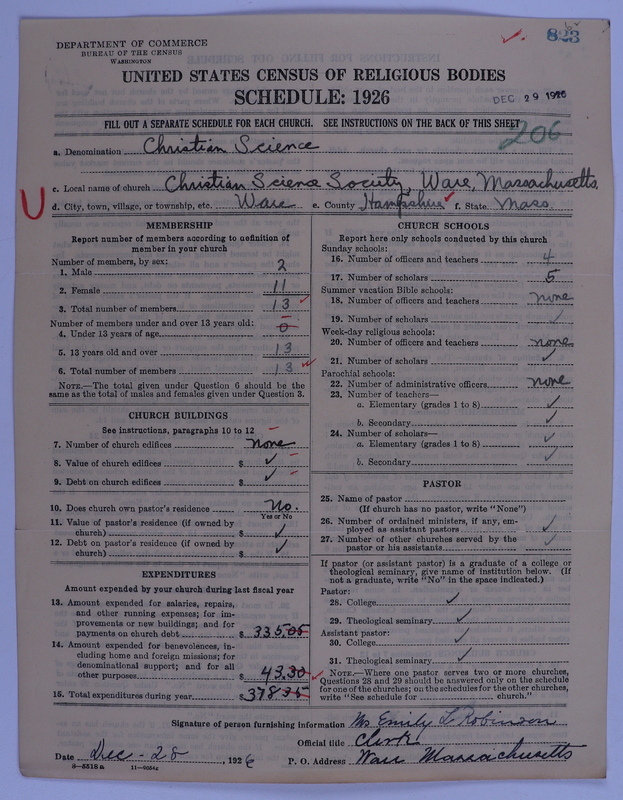 823
DEPARTMENT OF COMMERCE
BUREAU OF THE CENSUS
WASHINGTON
UNITED STATES CENSUS OF RELIGIOUS BODIES
SCHEDULE: 1926
DEC 29 1926
FILL OUT A SEPARATE SCHEDULE FOR EACH CHURCH. SEE INSTRUCTIONS ON THE BACK OF THIS SHEET
206
a. Denomination Christian Science
c. Local name of church Christian Science Society, Ware, Massachusetts.
U d. City, town, village, or township, etc. Ware e. County Hampshire f. State Mass.
MEMBERSHIP
Report number of members according to definition of
member in your church
Number of members, by sex:
1. Male 2
2. Female 11
3. Total number of members 13
Number of members under and over 13 years old:
4. Under 13 years of age 0
5. 13 years old and over 13
6. Total number of members 13
NOTE.—The total given under Question 6 should be
same as the total of males and females given under Question 3.
CHURCH BUILDINGS
See instructions, paragraphs 10 to 12
7. Number of church edifices none
8. Value of church edifices $ ✓
9. Debt on church edifices $ ✓
10. Does church own pastor's residence No.
Yes or No
11. Value of pastor's residence (if owned by
church) $ ✓
12. Debt on pastor's residence (if owned by
church) $ ✓
EXPENDITURES
Amount expended by your church during last fiscal year
13. Amount expended for salaries, repairs,
and other running expenses; for im-
provements or new buildings; and for
payments on church debt $ 335.05
14. Amount expended for benevolences, in-
cluding home and foreign missions; for
denominational support; and for all
other purposes $ 43.30
15. Total expenditures during year $ 378.35
CHURCH SCHOOLS
Report here only schools conducted by this church
Sunday schools:
16. Number of officers and teachers 4
17. Number of scholars 5
Summer vacation Bible schools:
18. Number of officers and teachers none
19. Number of scholars ✓
Week-day religious schools:
20. Number of officers and teachers none
21. Number of scholars ✓
Parochial schools:
22. Number of administrative officers none
23. Number of teachers—
a. Elementary (grades 1 to 8) ✓
b. Secondary ✓
24. Number of scholars—
a. Elementary (grades 1 to 8) ✓
b. Secondary ✓
PASTOR
25. Name of pastor
(If church has no pastor, write "None")
26. Number of ordained ministers, if any, em-
ployed as assistant pastors ✓
27. Number of other churches served by the
pastor or his assistants ✓
If pastor (or assistant pastor) is a graduate of a college or
theological seminary, give name of institution below. (If
not a graduate, write "No" in the space indicated.)
Pastor:
28. College ✓
29. Theological seminary ✓
Assistant pastor:
30. College ✓
31. Theological seminary ✓
NOTE.—Where one pastor serves two or more churches,
Questions 28 and 29 should be answered only on the schedule
for one of the churches; on the schedules for the other churches,
write "See schedule for church."
Signature of person furnishing information Mrs Emily L. Robinson
Official title Clerk
Date Dec - 28, 1926 P. O. Address Ware Massachusetts